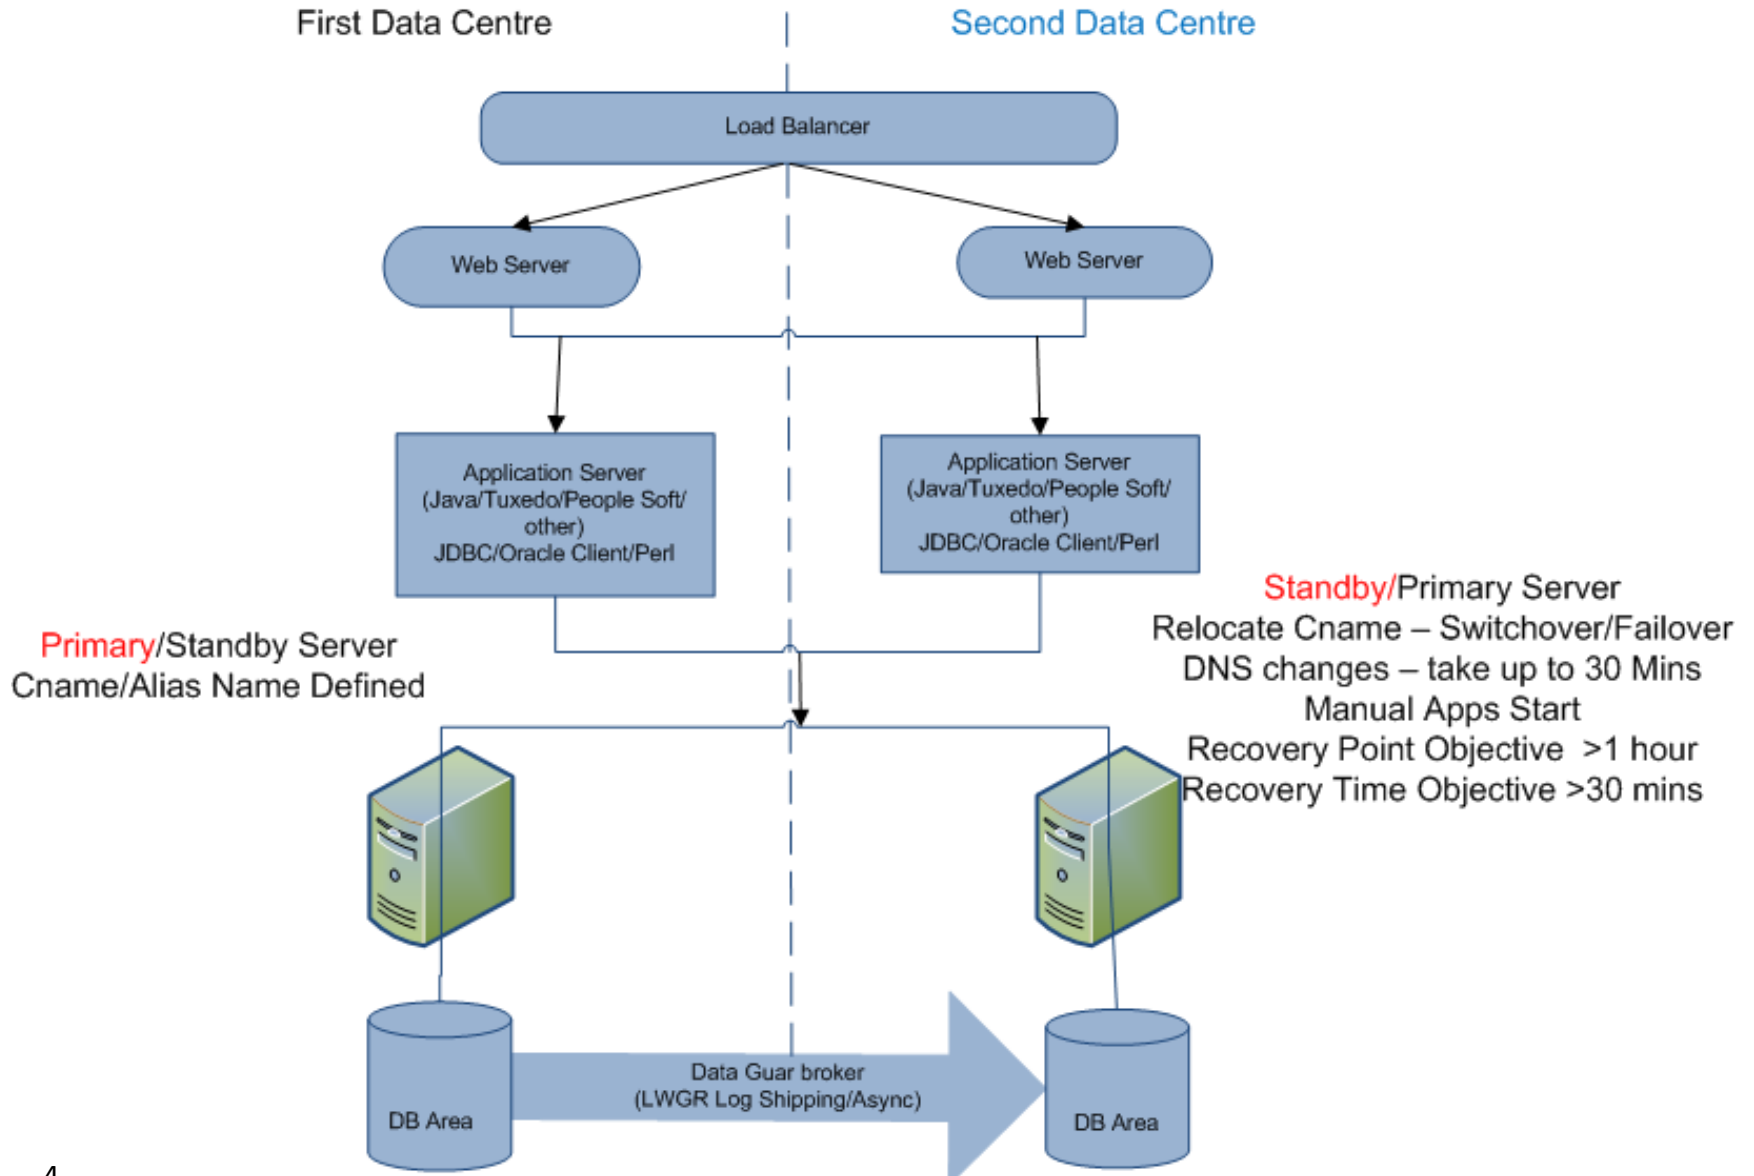 First Data Centre
Second Data Centre
Load Balancer
Web Server
Web Server
Application Server
(Java/Tuxedo/People Soft/
other)
JDBC/Oracle Client/Perl
Application Server
(Java/Tuxedo/People Soft/
other)
JDBC/Oracle Client/Perl
Primary/Standby Server
Cname/Alias Name Defined
Standby/Primary Server
Relocate Cname – Switchover/Failover
DNS changes – take up to 30 Mins
Manual Apps Start
Recovery Point Objective >1 hour
Recovery Time Objective >30 mins
DB Area
Data Guar broker
(LWGR Log Shipping/Async)
DB Area
4